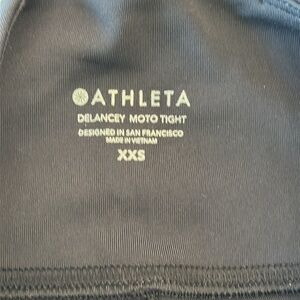 ATHLETA
DELANCEY MOTO TIGHT
DESIGNED IN SAN FRANCISCO
MADE IN VIETNAM
XXS